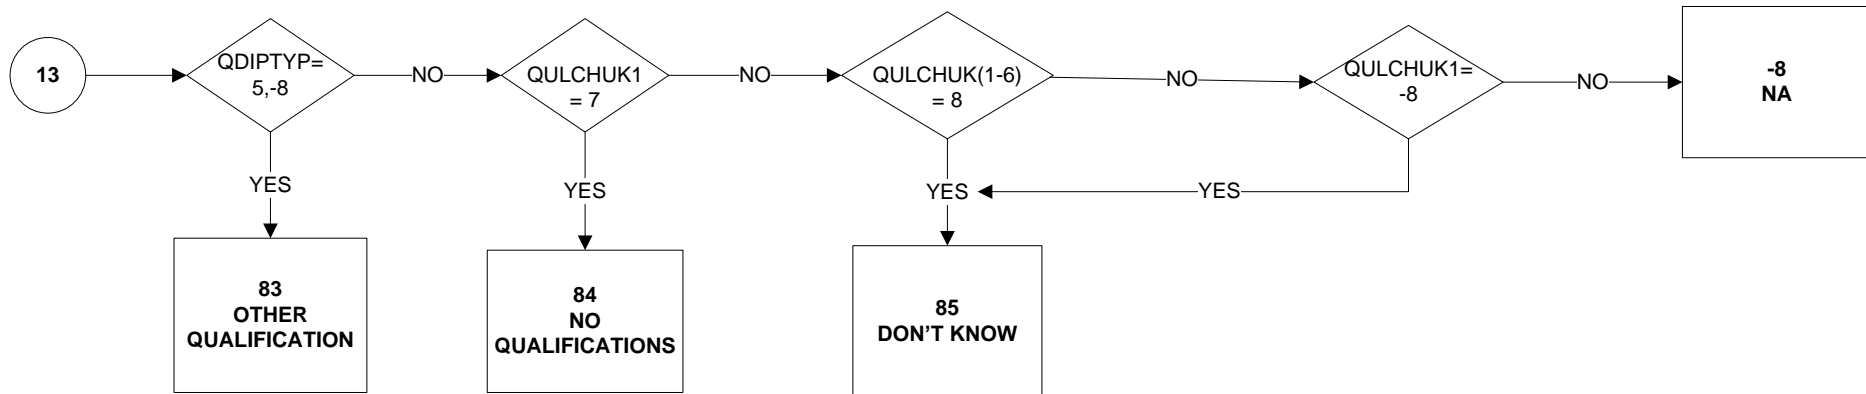 13
QDIPTYP=
5,-8
NO
QULCHUK1
= 7
NO
QULCHUK(1-6)
= 8
NO
QULCHUK1=
-8
NO
-8
NA
YES
YES
YES
YES
83
OTHER
QUALIFICATION
84
NO
QUALIFICATIONS
85
DON'T KNOW